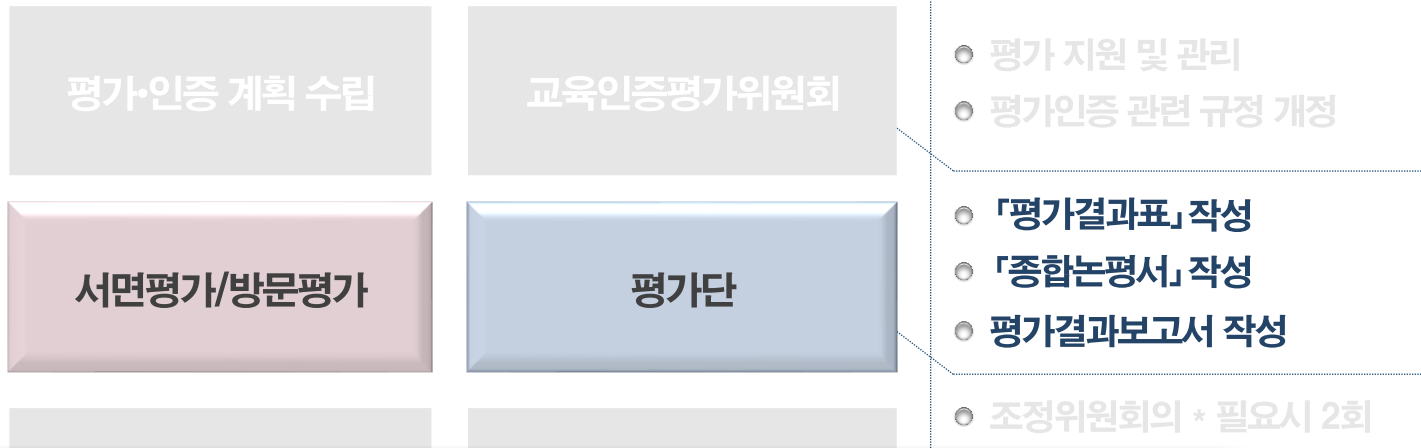 평가•인증 계획 수립
교육인증평가위원회
평가 지원 및 관리
평가인증 관련 규정 개정
서면평가/방문평가
평가단
「평가결과표」작성
「종합논평서」작성
평가결과보고서 작성
조정위원회의 * 필요시 2회